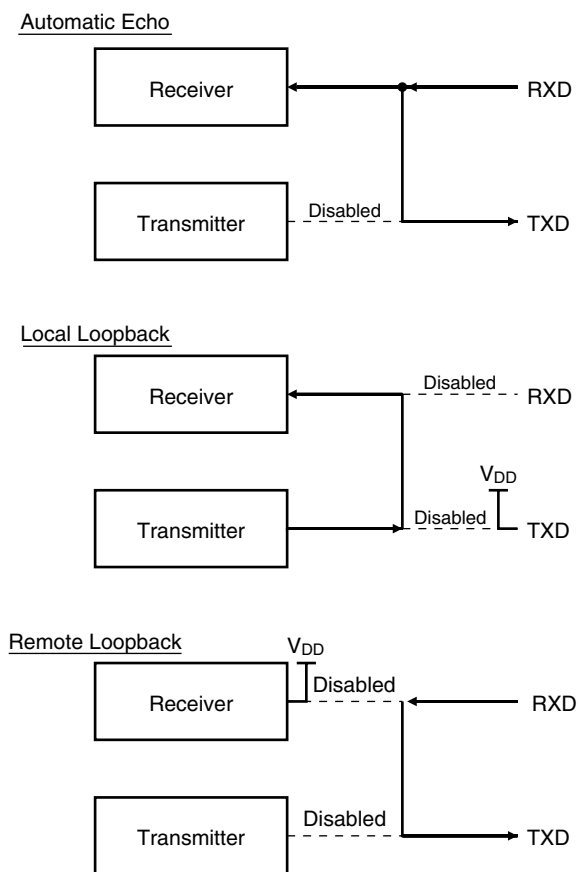 Automatic Echo
Receiver
RXD
Transmitter
Disabled
TXD
Local Loopback
Receiver
Disabled
RXD
VDD
Transmitter
Disabled
TXD
Remote Loopback
VDD
Receiver
Disabled
RXD
Transmitter
Disabled
TXD